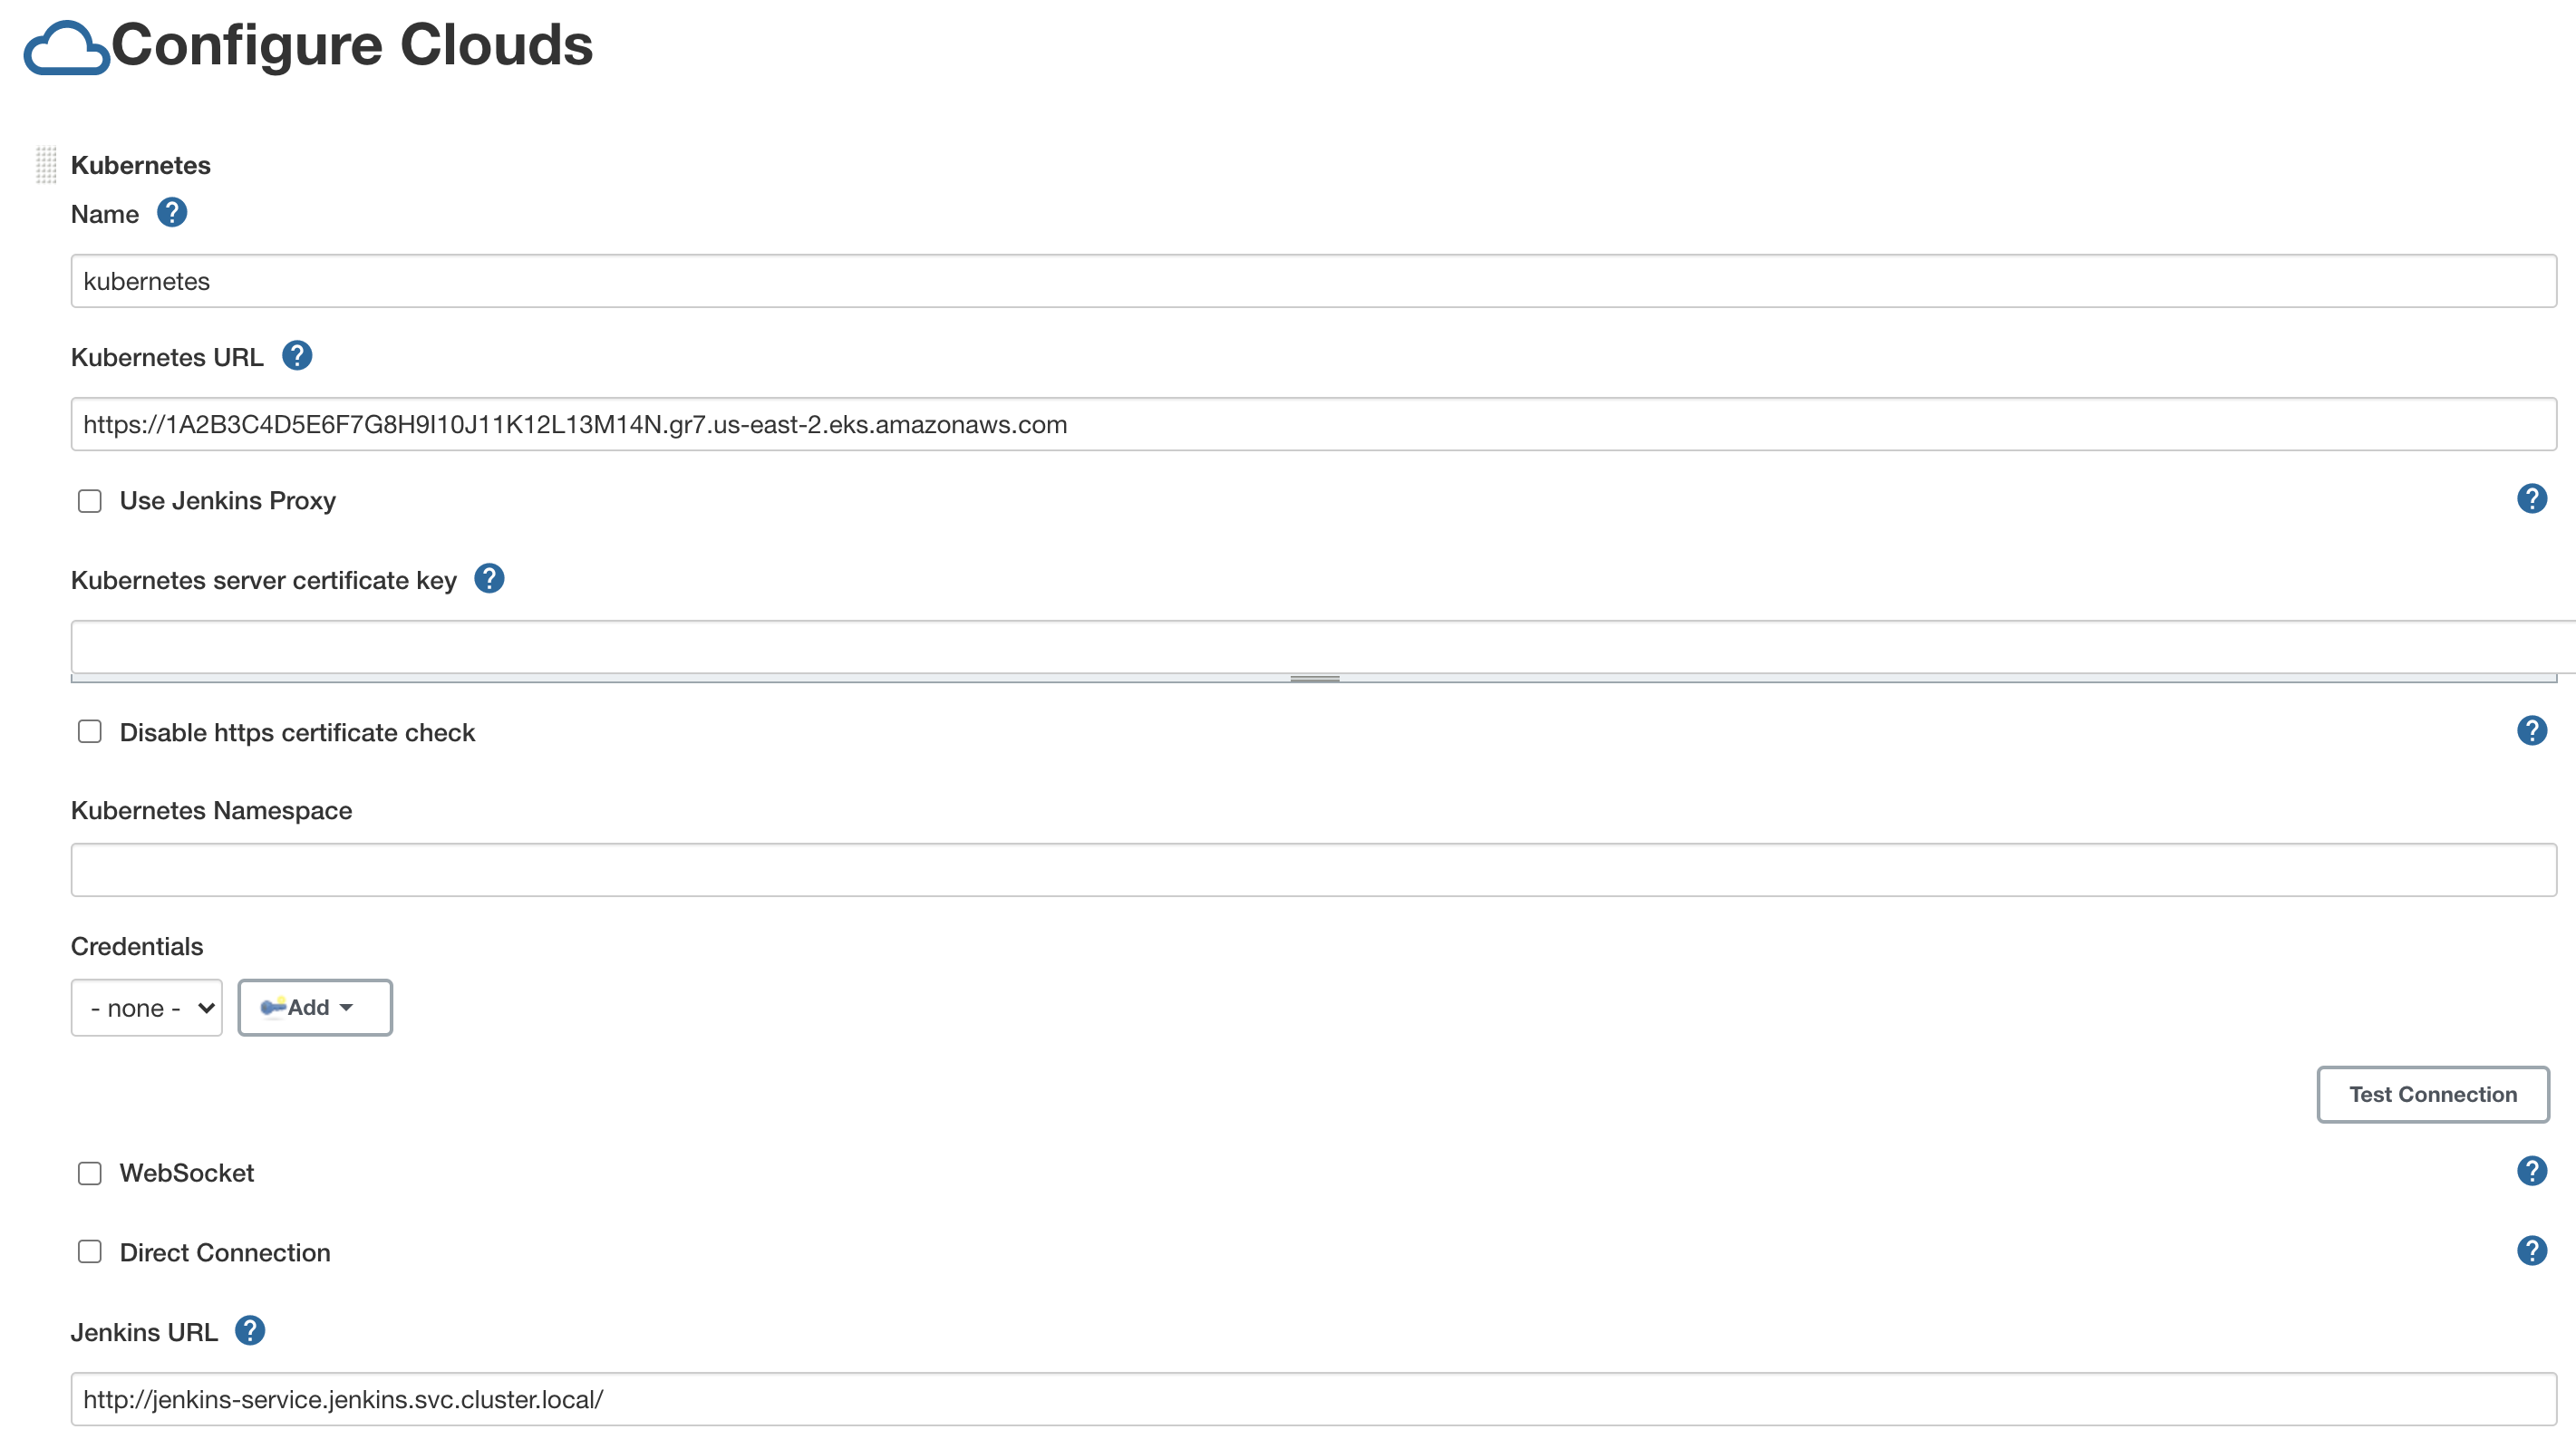 Configure Clouds
Kubernetes
Name ?
kubernetes
Kubernetes URL ?
https://1A2B3C4D5E6F7G8H9I10J11K12L13M14N.gr7.us-east-2.eks.amazonaws.com
Use Jenkins Proxy ?
Kubernetes server certificate key ?
Disable https certificate check ?
Kubernetes Namespace
Credentials
- none - Add
Test Connection
WebSocket ?
Direct Connection ?
Jenkins URL ?
http://jenkins-service.jenkins.svc.cluster.local/